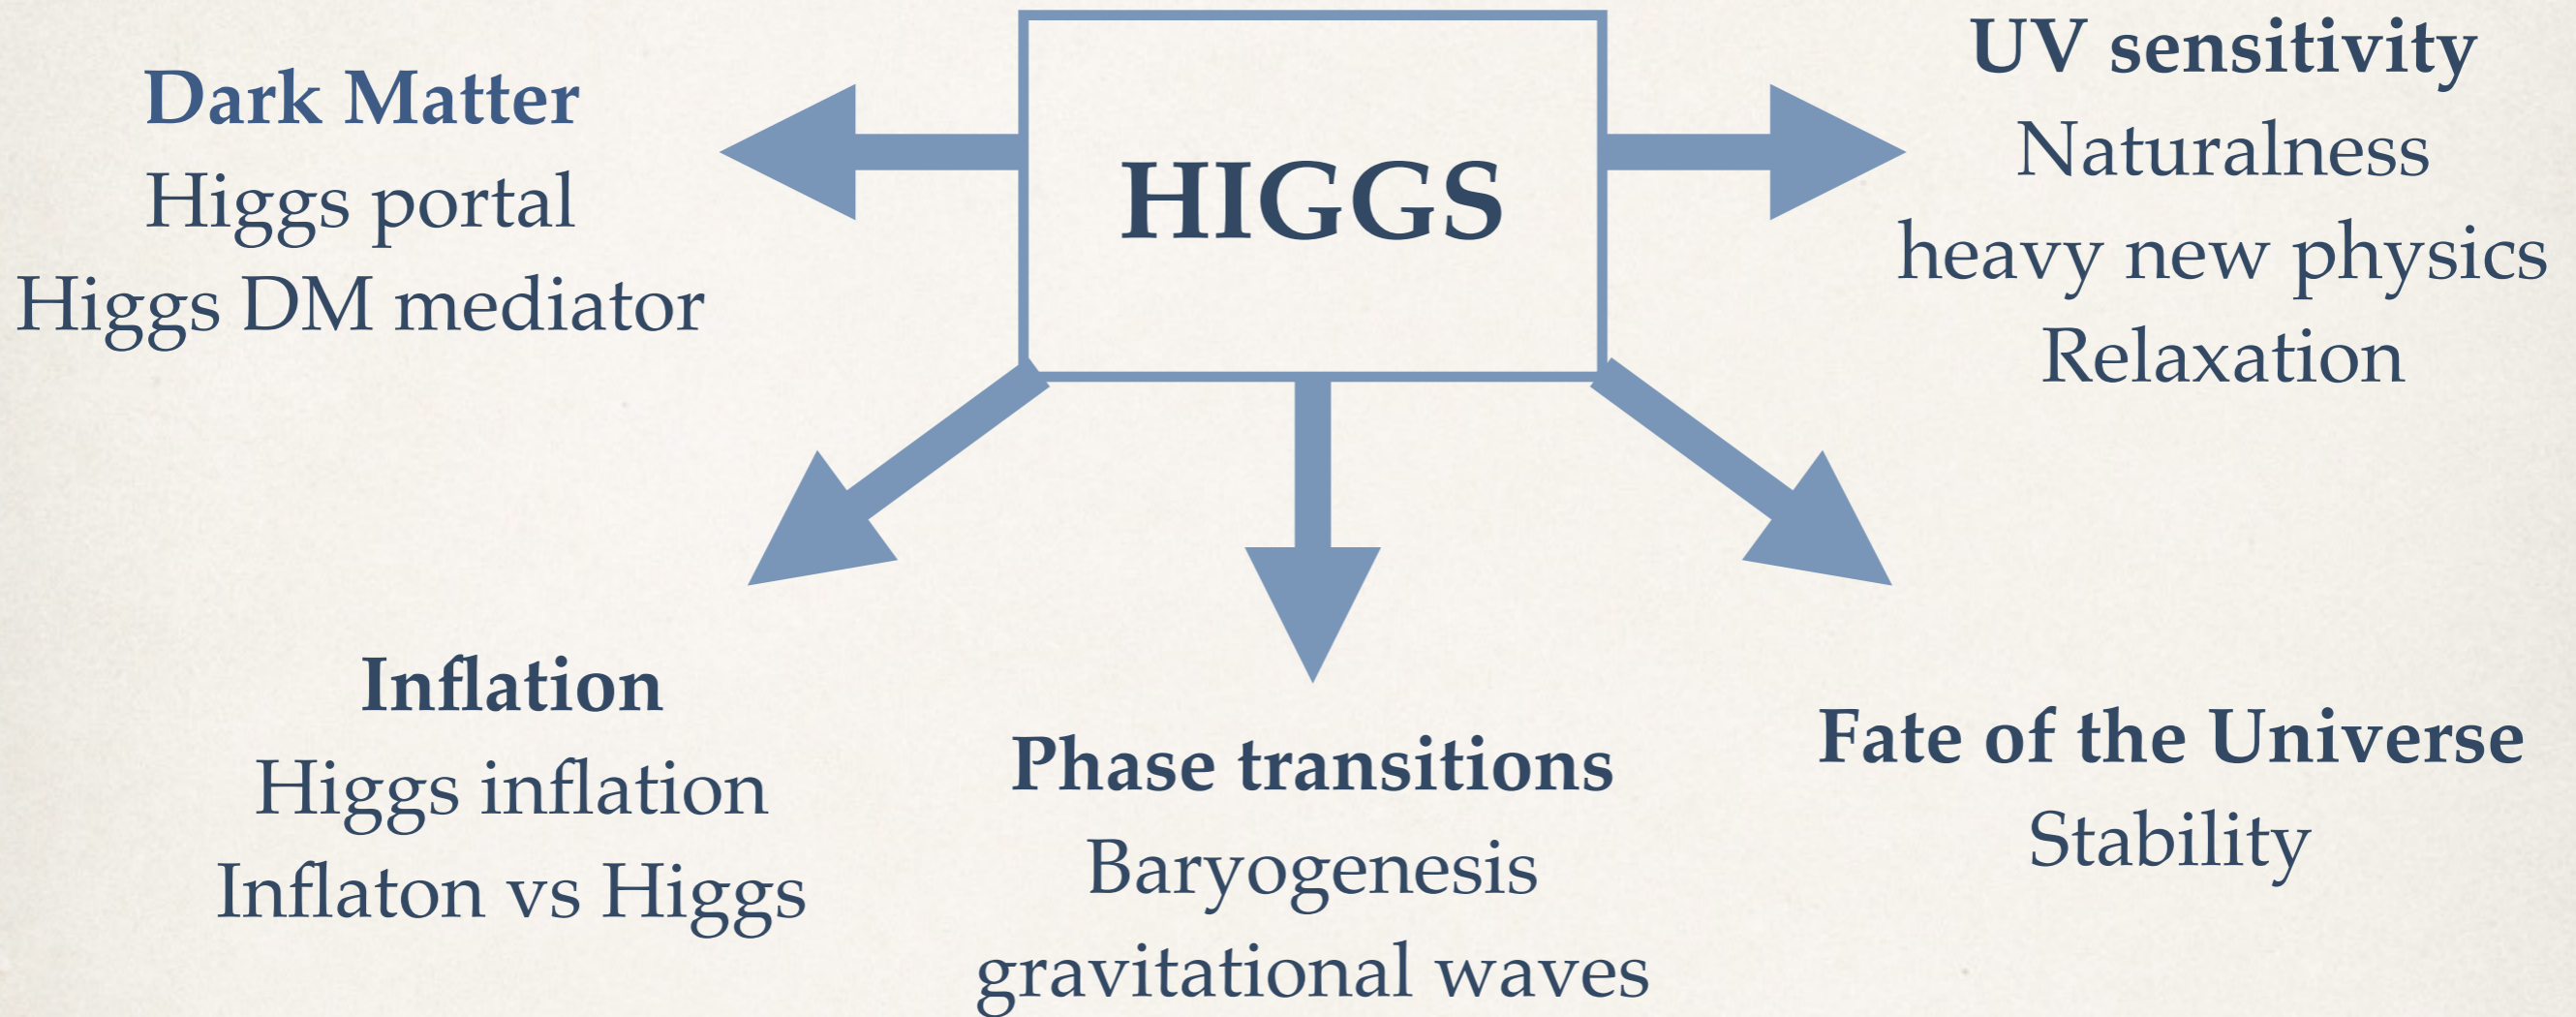 HIGGS
Dark Matter
Higgs portal
Higgs DM mediator
UV sensitivity
Naturalness
heavy new physics
Relaxation
Inflation
Higgs inflation
Inflaton vs Higgs
Phase transitions
Baryogenesis
gravitational waves
Fate of the Universe
Stability